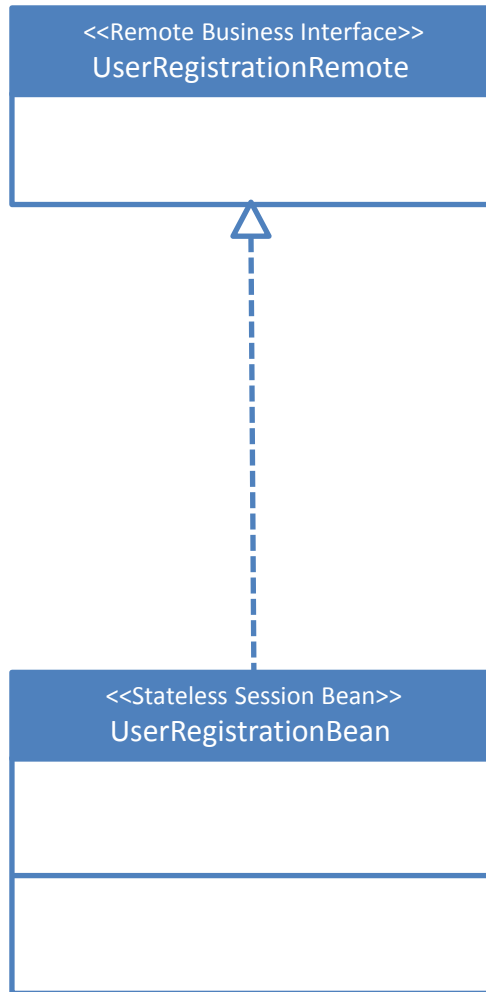 <<Remote Business Interface>>
UserRegistrationRemote
<<Stateless Session Bean>>
UserRegistrationBean